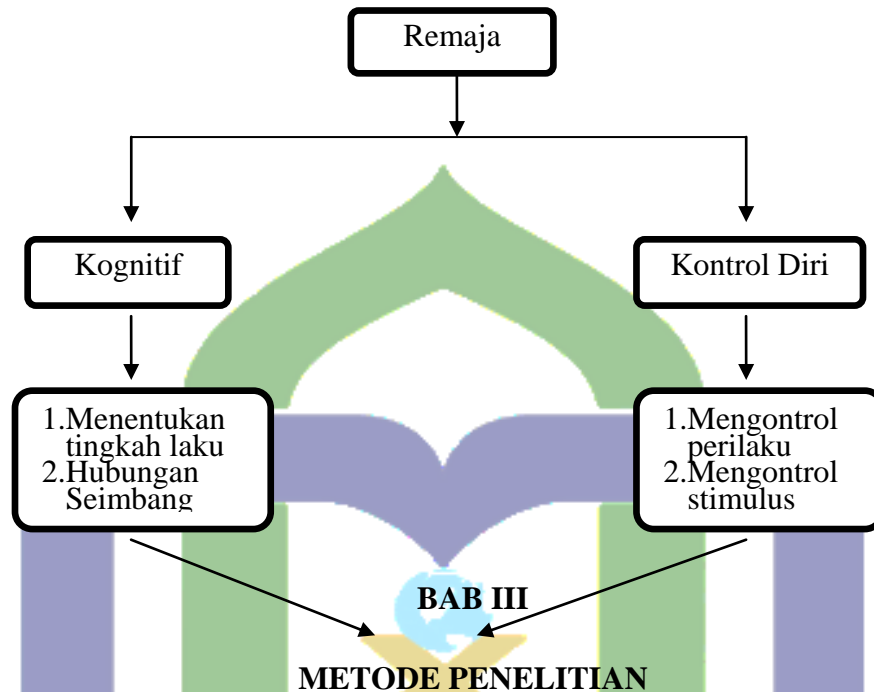 Remaja
Kognitif
Kontrol Diri
1.Menentukan
tingkah laku
2.Hubungan
Seimbang
1.Mengontrol
perilaku
2.Mengontrol
stimulus
BAB III
METODE PENELITIAN